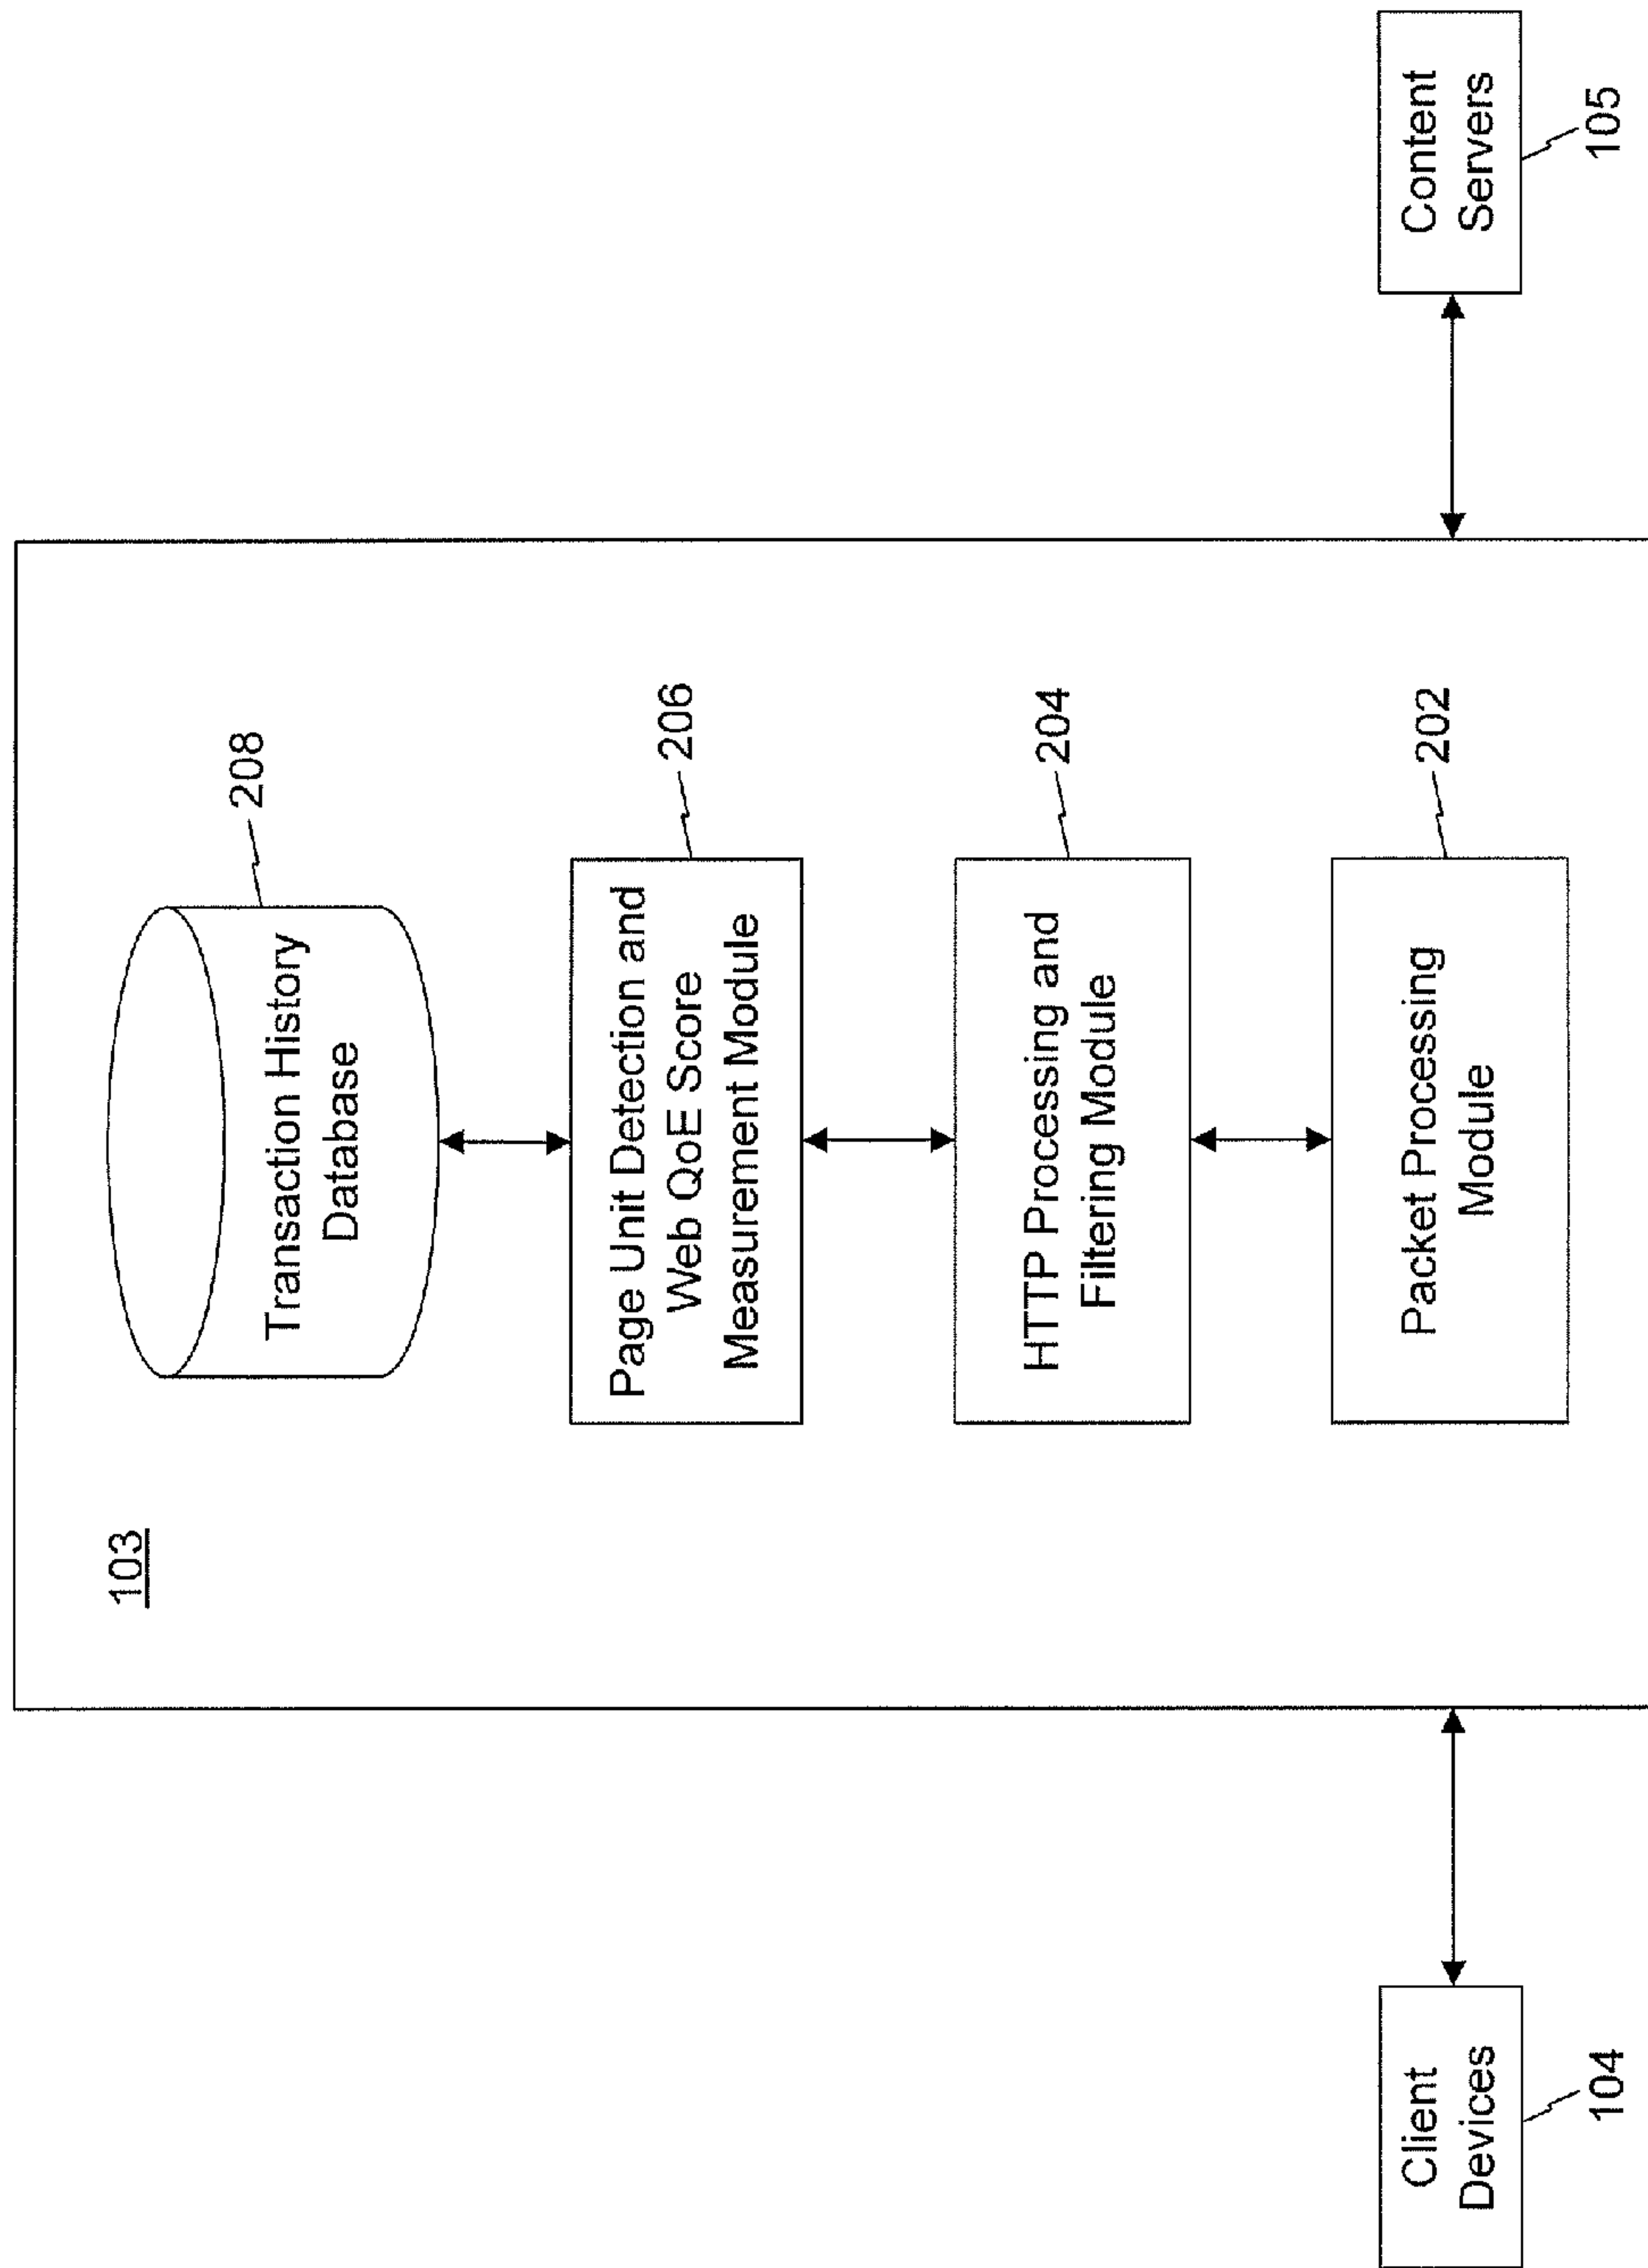 103
Transaction History
Database
208
Page Unit Detection and
Web QoE Score
Measurement Module
206
HTTP Processing and
Filtering Module
204
Packet Processing
Module
202
Client
Devices
104
Content
Servers
105